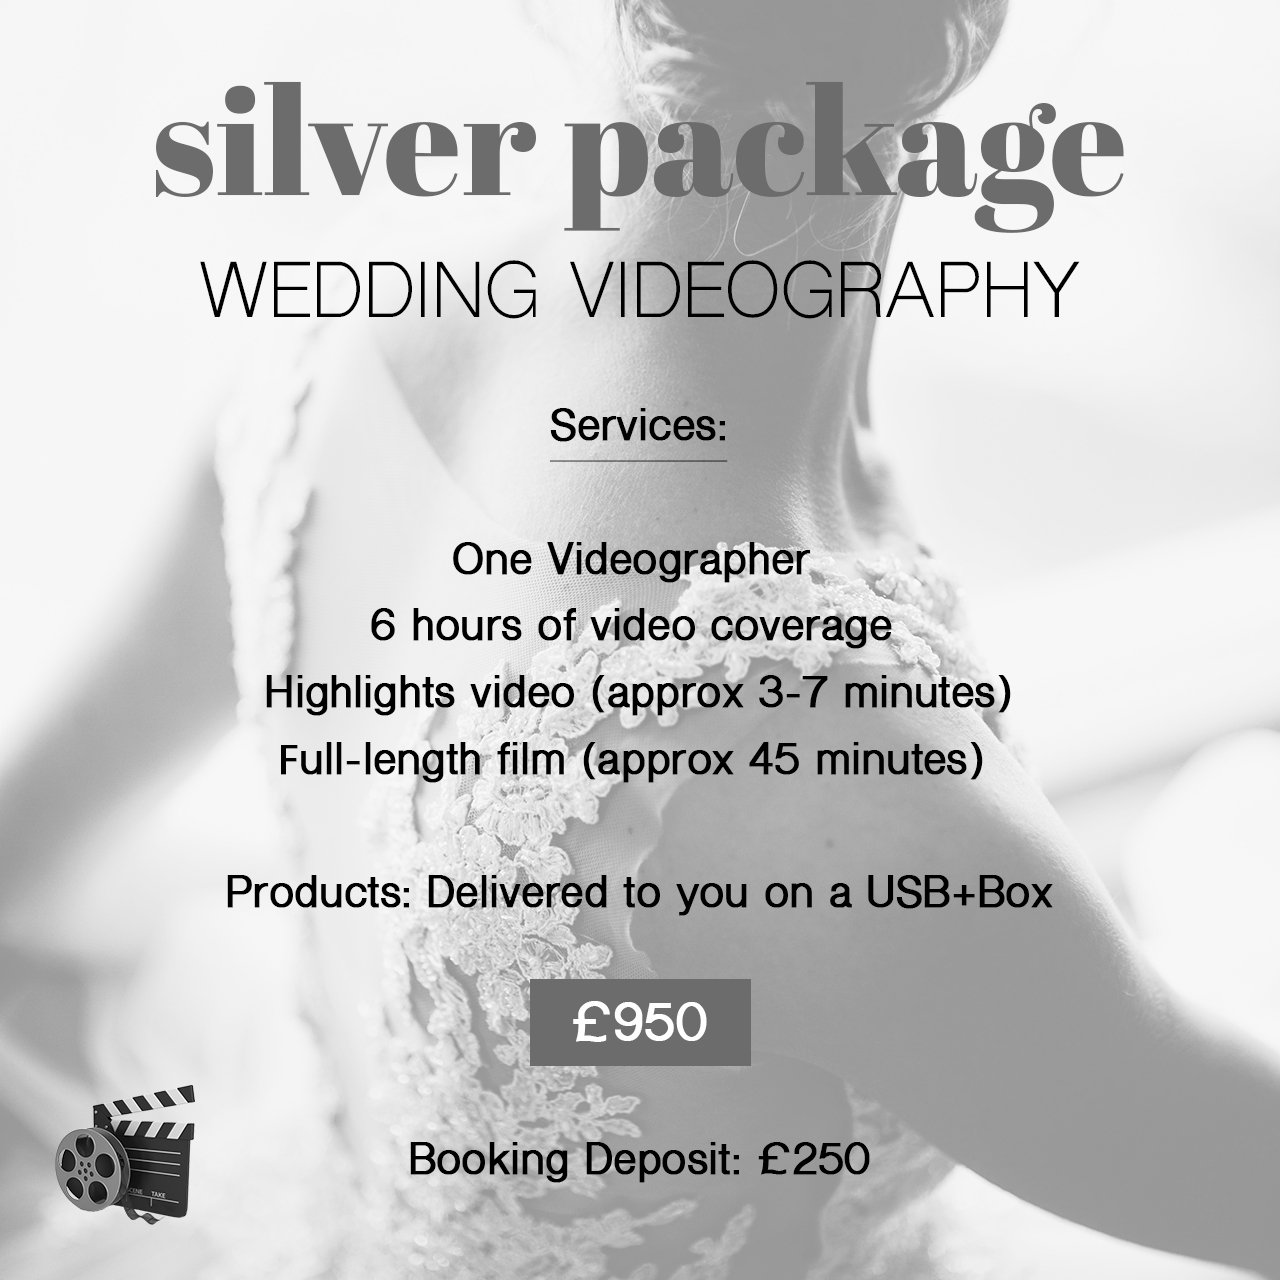 silver package
WEDDING VIDEOGRAPHY
Services:
One Videographer
6 hours of video coverage
Highlights video (approx 3-7 minutes)
Full-length film (approx 45 minutes)
Products: Delivered to you on a USB+Box
£950
Booking Deposit: £250
TAKE